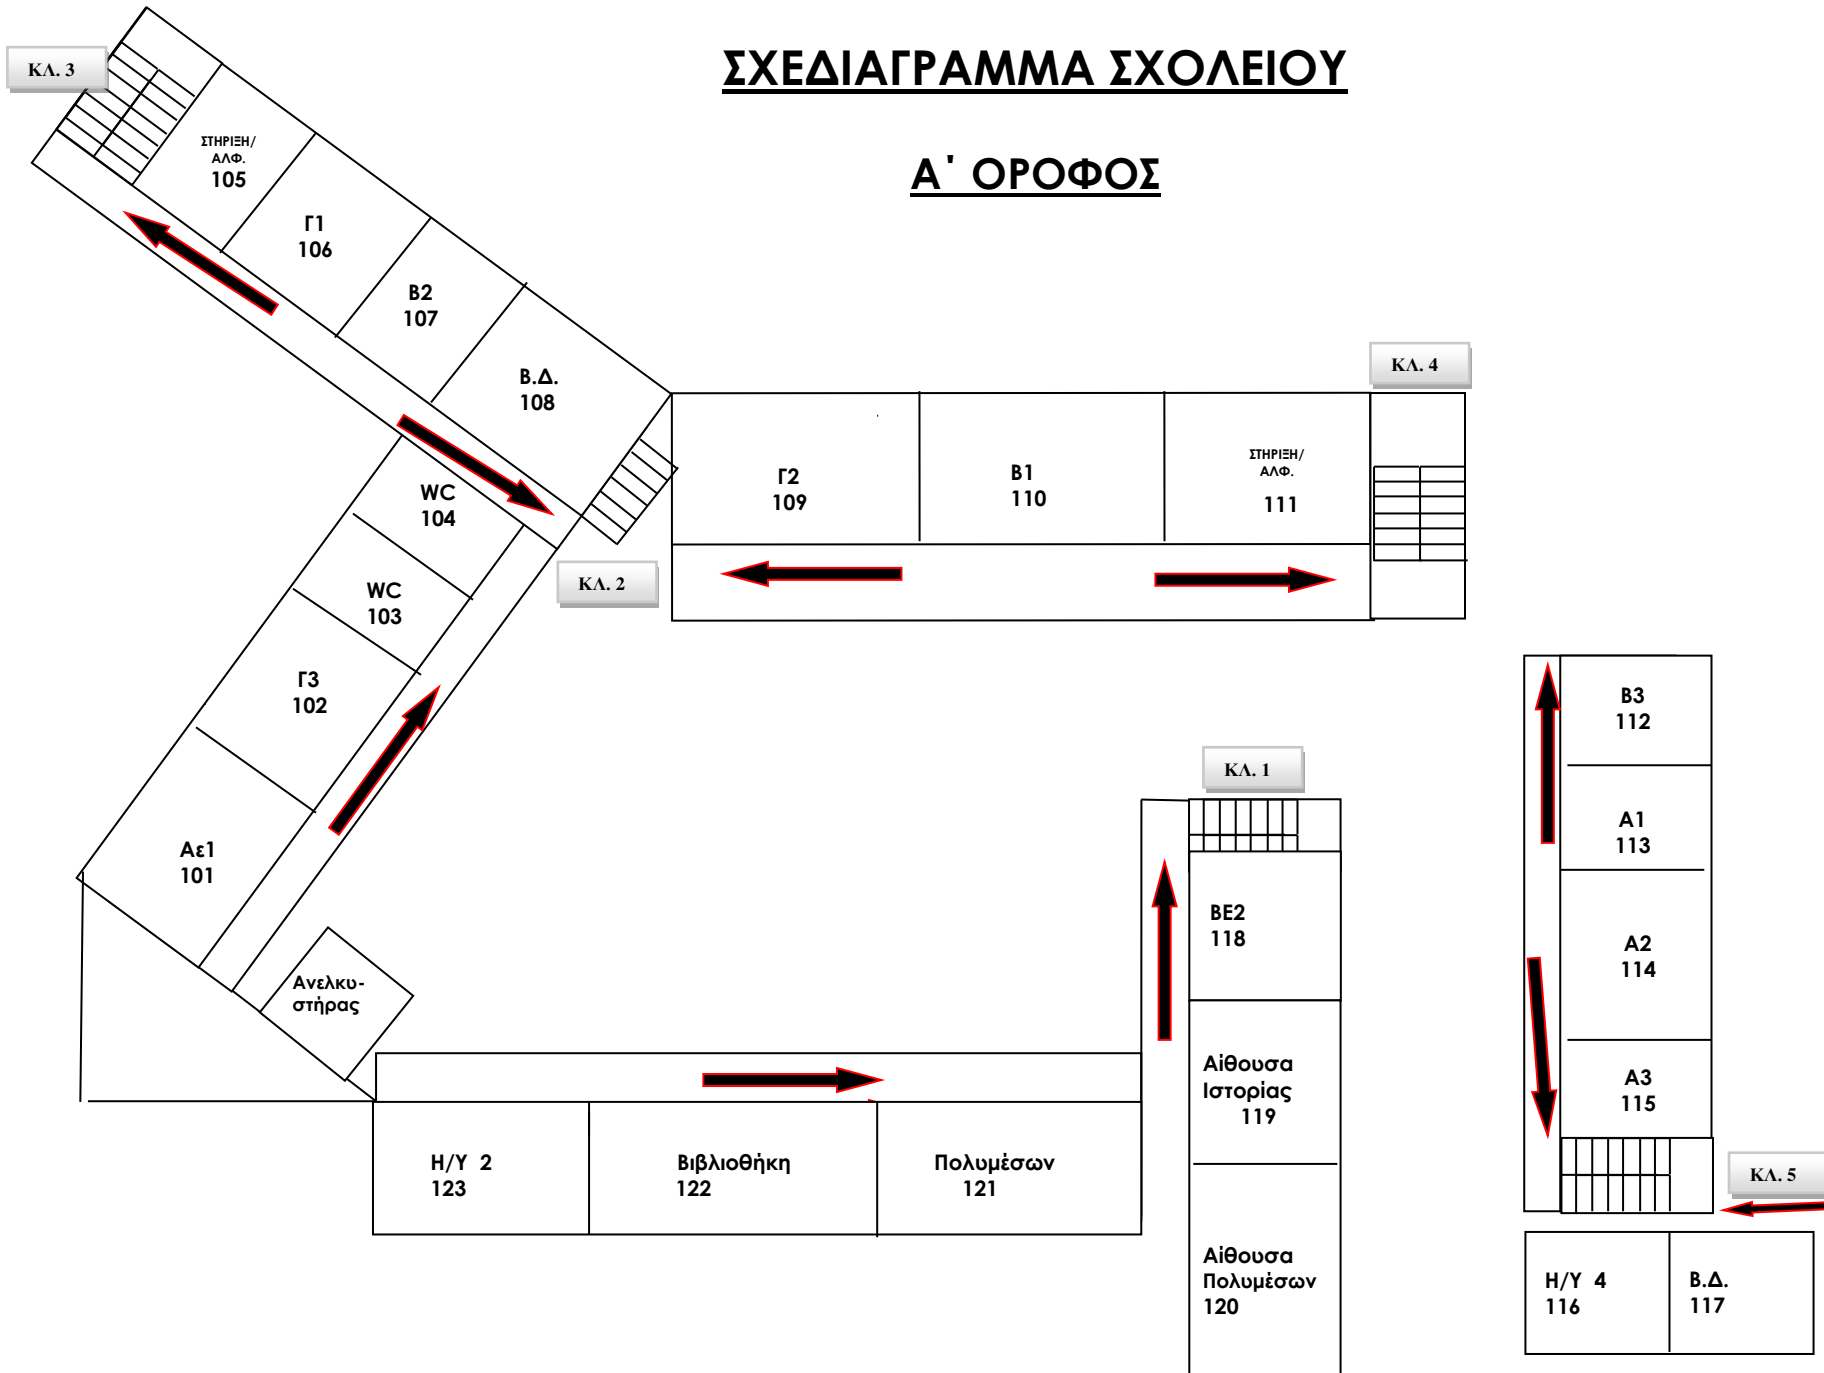 ΣΧΕΔΙΑΓΡΑΜΜΑ ΣΧΟΛΕΙΟΥ
Α' ΟΡΟΦΟΣ
ΚΛ. 3
ΣΤΗΡΙΞΗ/
ΑΛΦ.
105
Γ1
106
Β2
107
Β.Δ.
108
ΚΛ. 4
Γ2
109
Β1
110
ΣΤΗΡΙΞΗ/
ΑΛΦ.
111
WC
104
WC
103
ΚΛ. 2
Γ3
102
Αε1
101
Ανελκυ-
στήρας
ΚΛ. 1
ΒΕ2
118
Αίθουσα
Ιστορίας
119
Αίθουσα
Πολυμέσων
120
Η/Υ 2
123
Βιβλιοθήκη
122
Πολυμέσων
121
Β3
112
Α1
113
Α2
114
Α3
115
ΚΛ. 5
Η/Υ 4
116
Β.Δ.
117